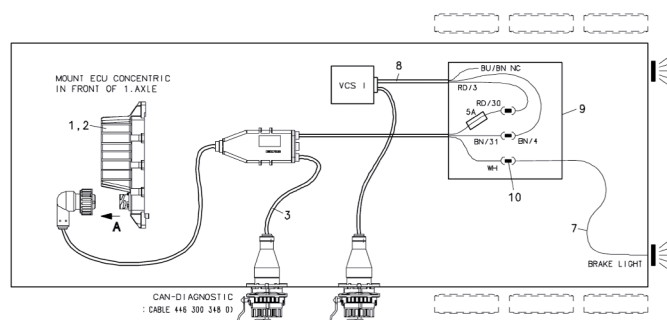 MOUNT ECU CONCENTRIC
IN FRONT OF 1.AXLE
1,2
A
3
CAN-DIAGNOSTIC
: CABLE 446 300 348 0)
VCS I
8
BU/BN NC
RD/3
RD/30
5A
BN/31
BN/4
WH
9
10
7
BRAKE LIGHT